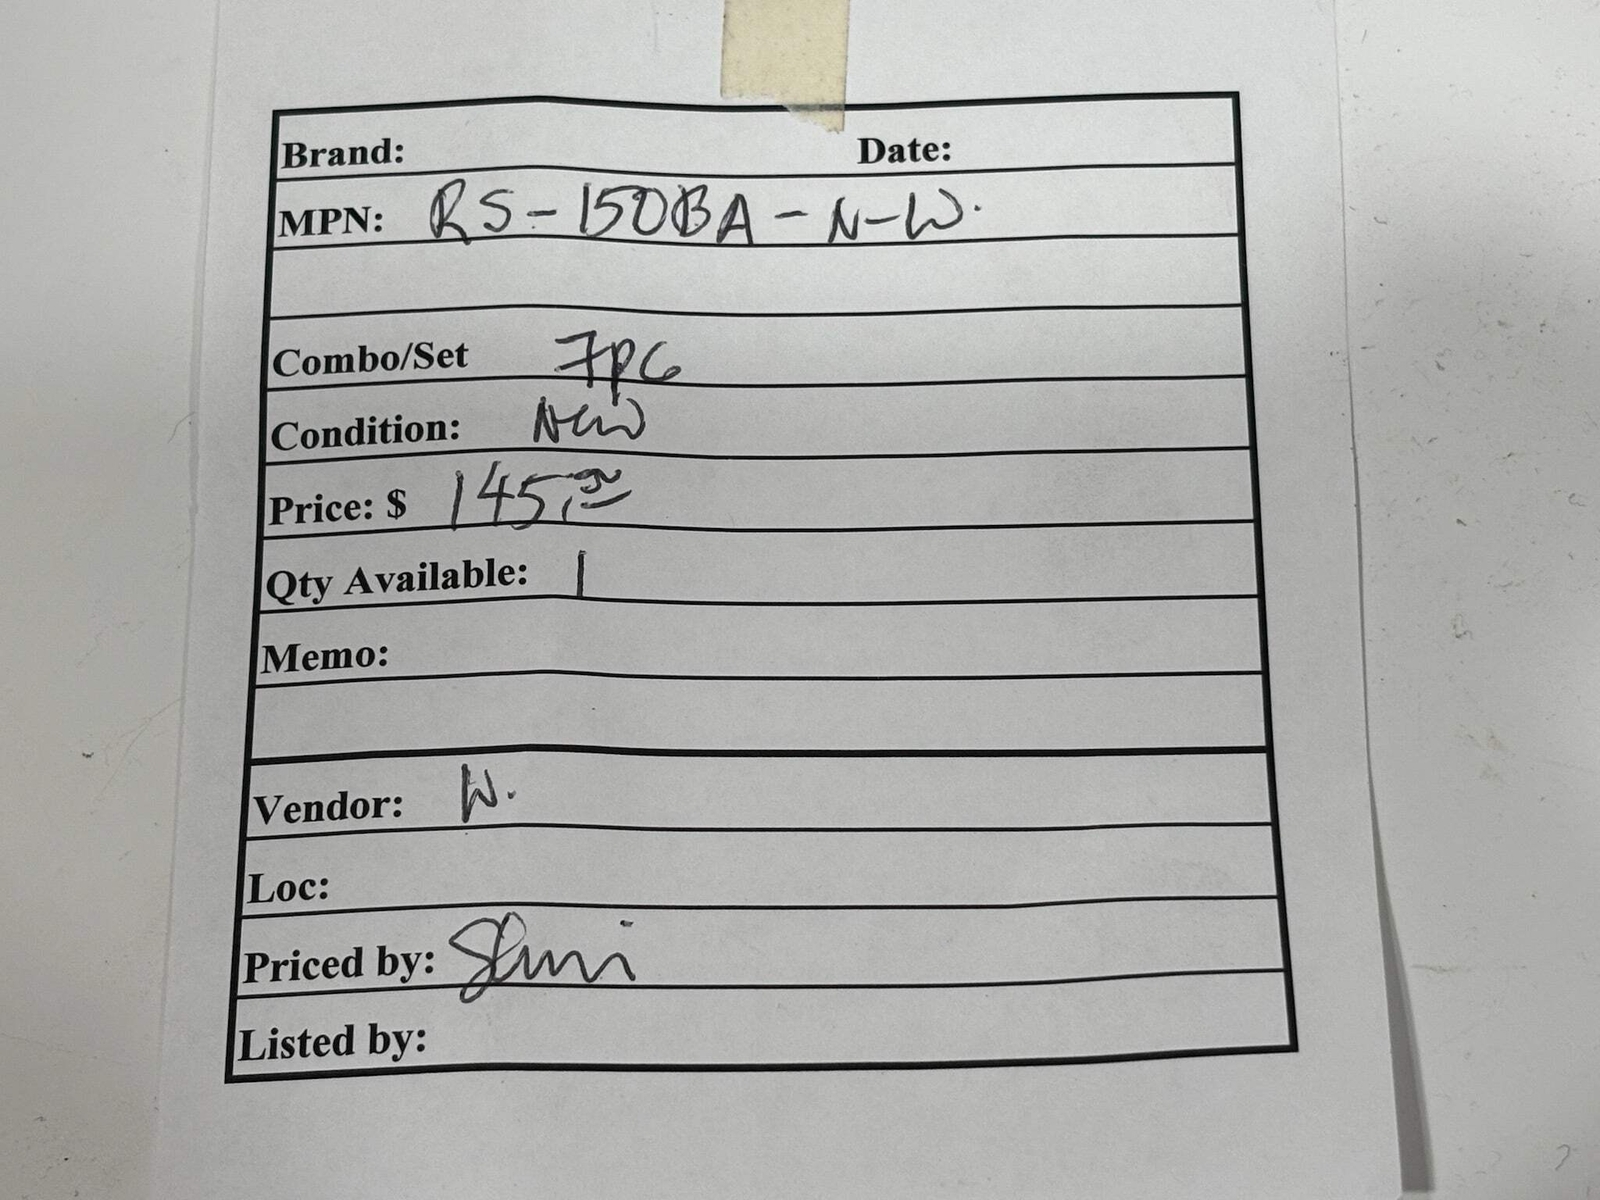 Brand: Date:
MPN: RS-150BA-N-W.
Combo/Set 7pc
Condition: New
Price: $ 145.00
Qty Available: 1
Memo:
Vendor: W.
Loc:
Priced by:
Listed by: